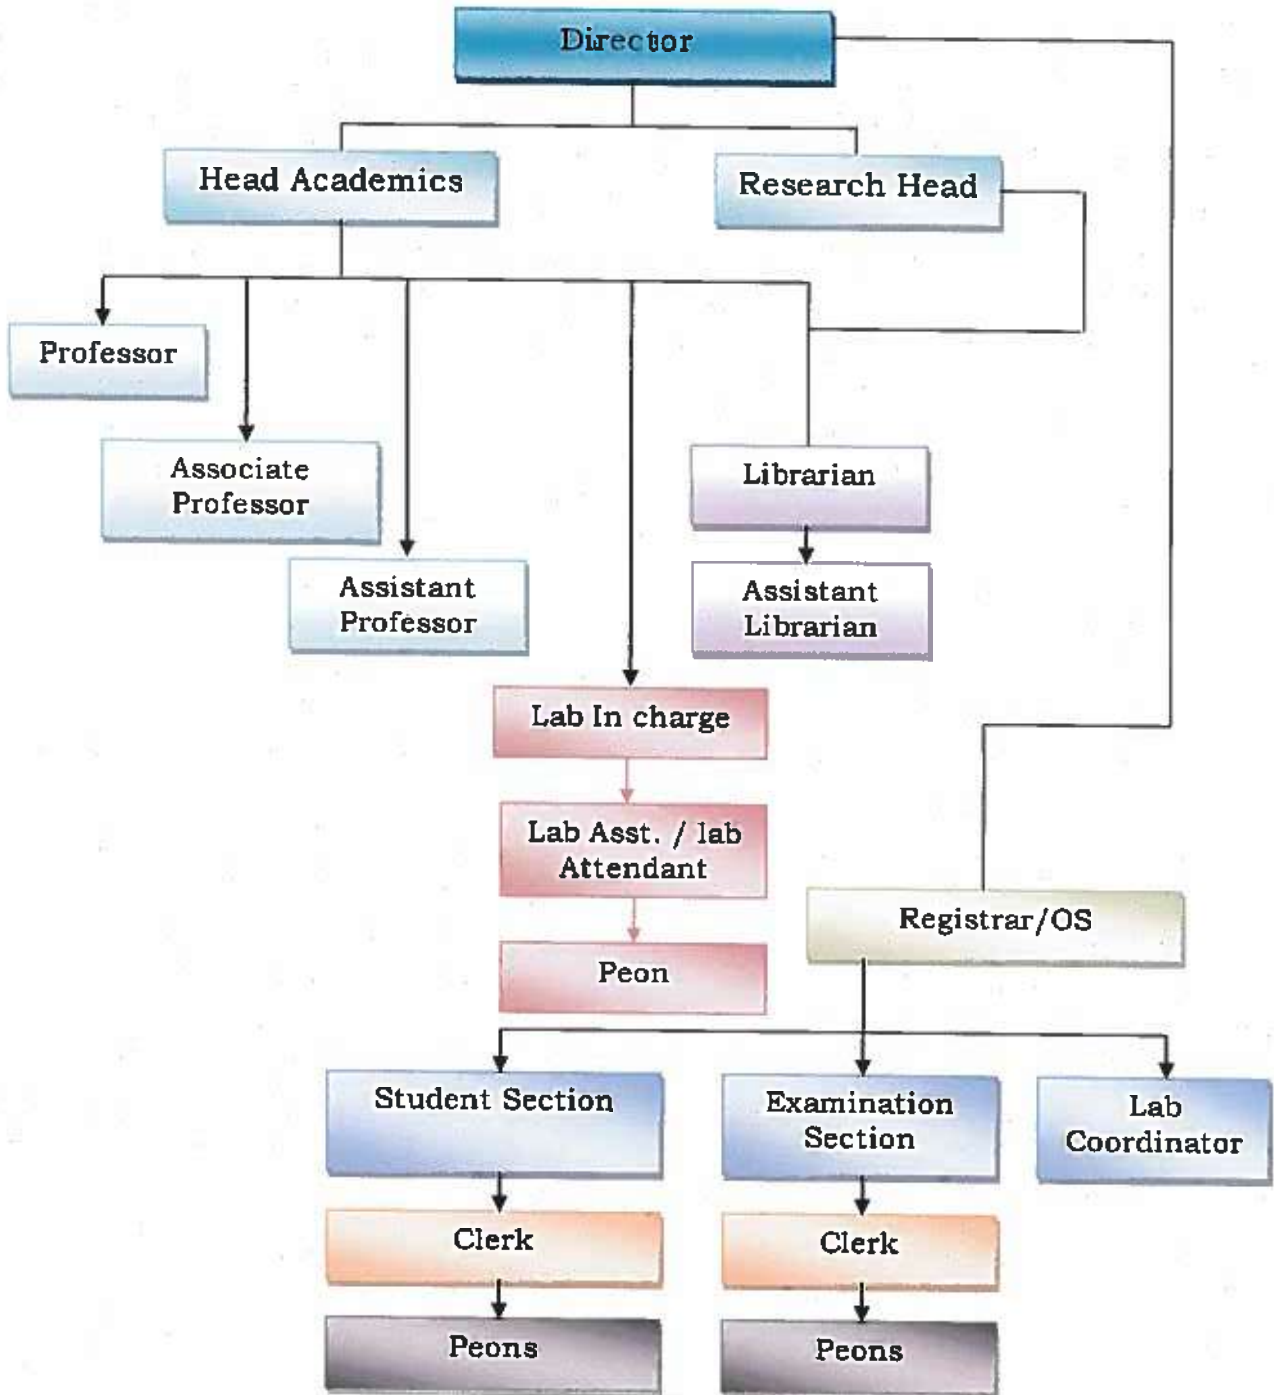 Director
Head Academics
Research Head
Professor
Associate
Professor
Assistant
Professor
Librarian
Assistant
Librarian
Lab In charge
Lab Asst. / lab
Attendant
Peon
Registrar/OS
Student Section
Examination
Section
Lab
Coordinator
Clerk
Clerk
Peons
Peons